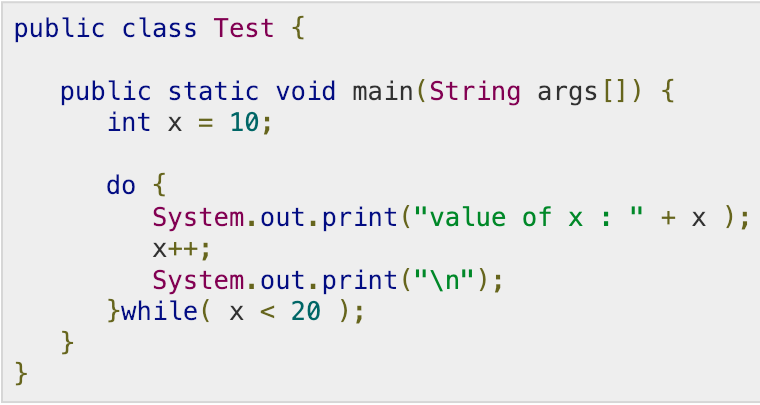 public class Test {
public static void main(String args[]) {
int x = 10;
do {
System.out.print("value of x : " + x );
x++;
System.out.print("\n");
}while( x < 20 );
}
}